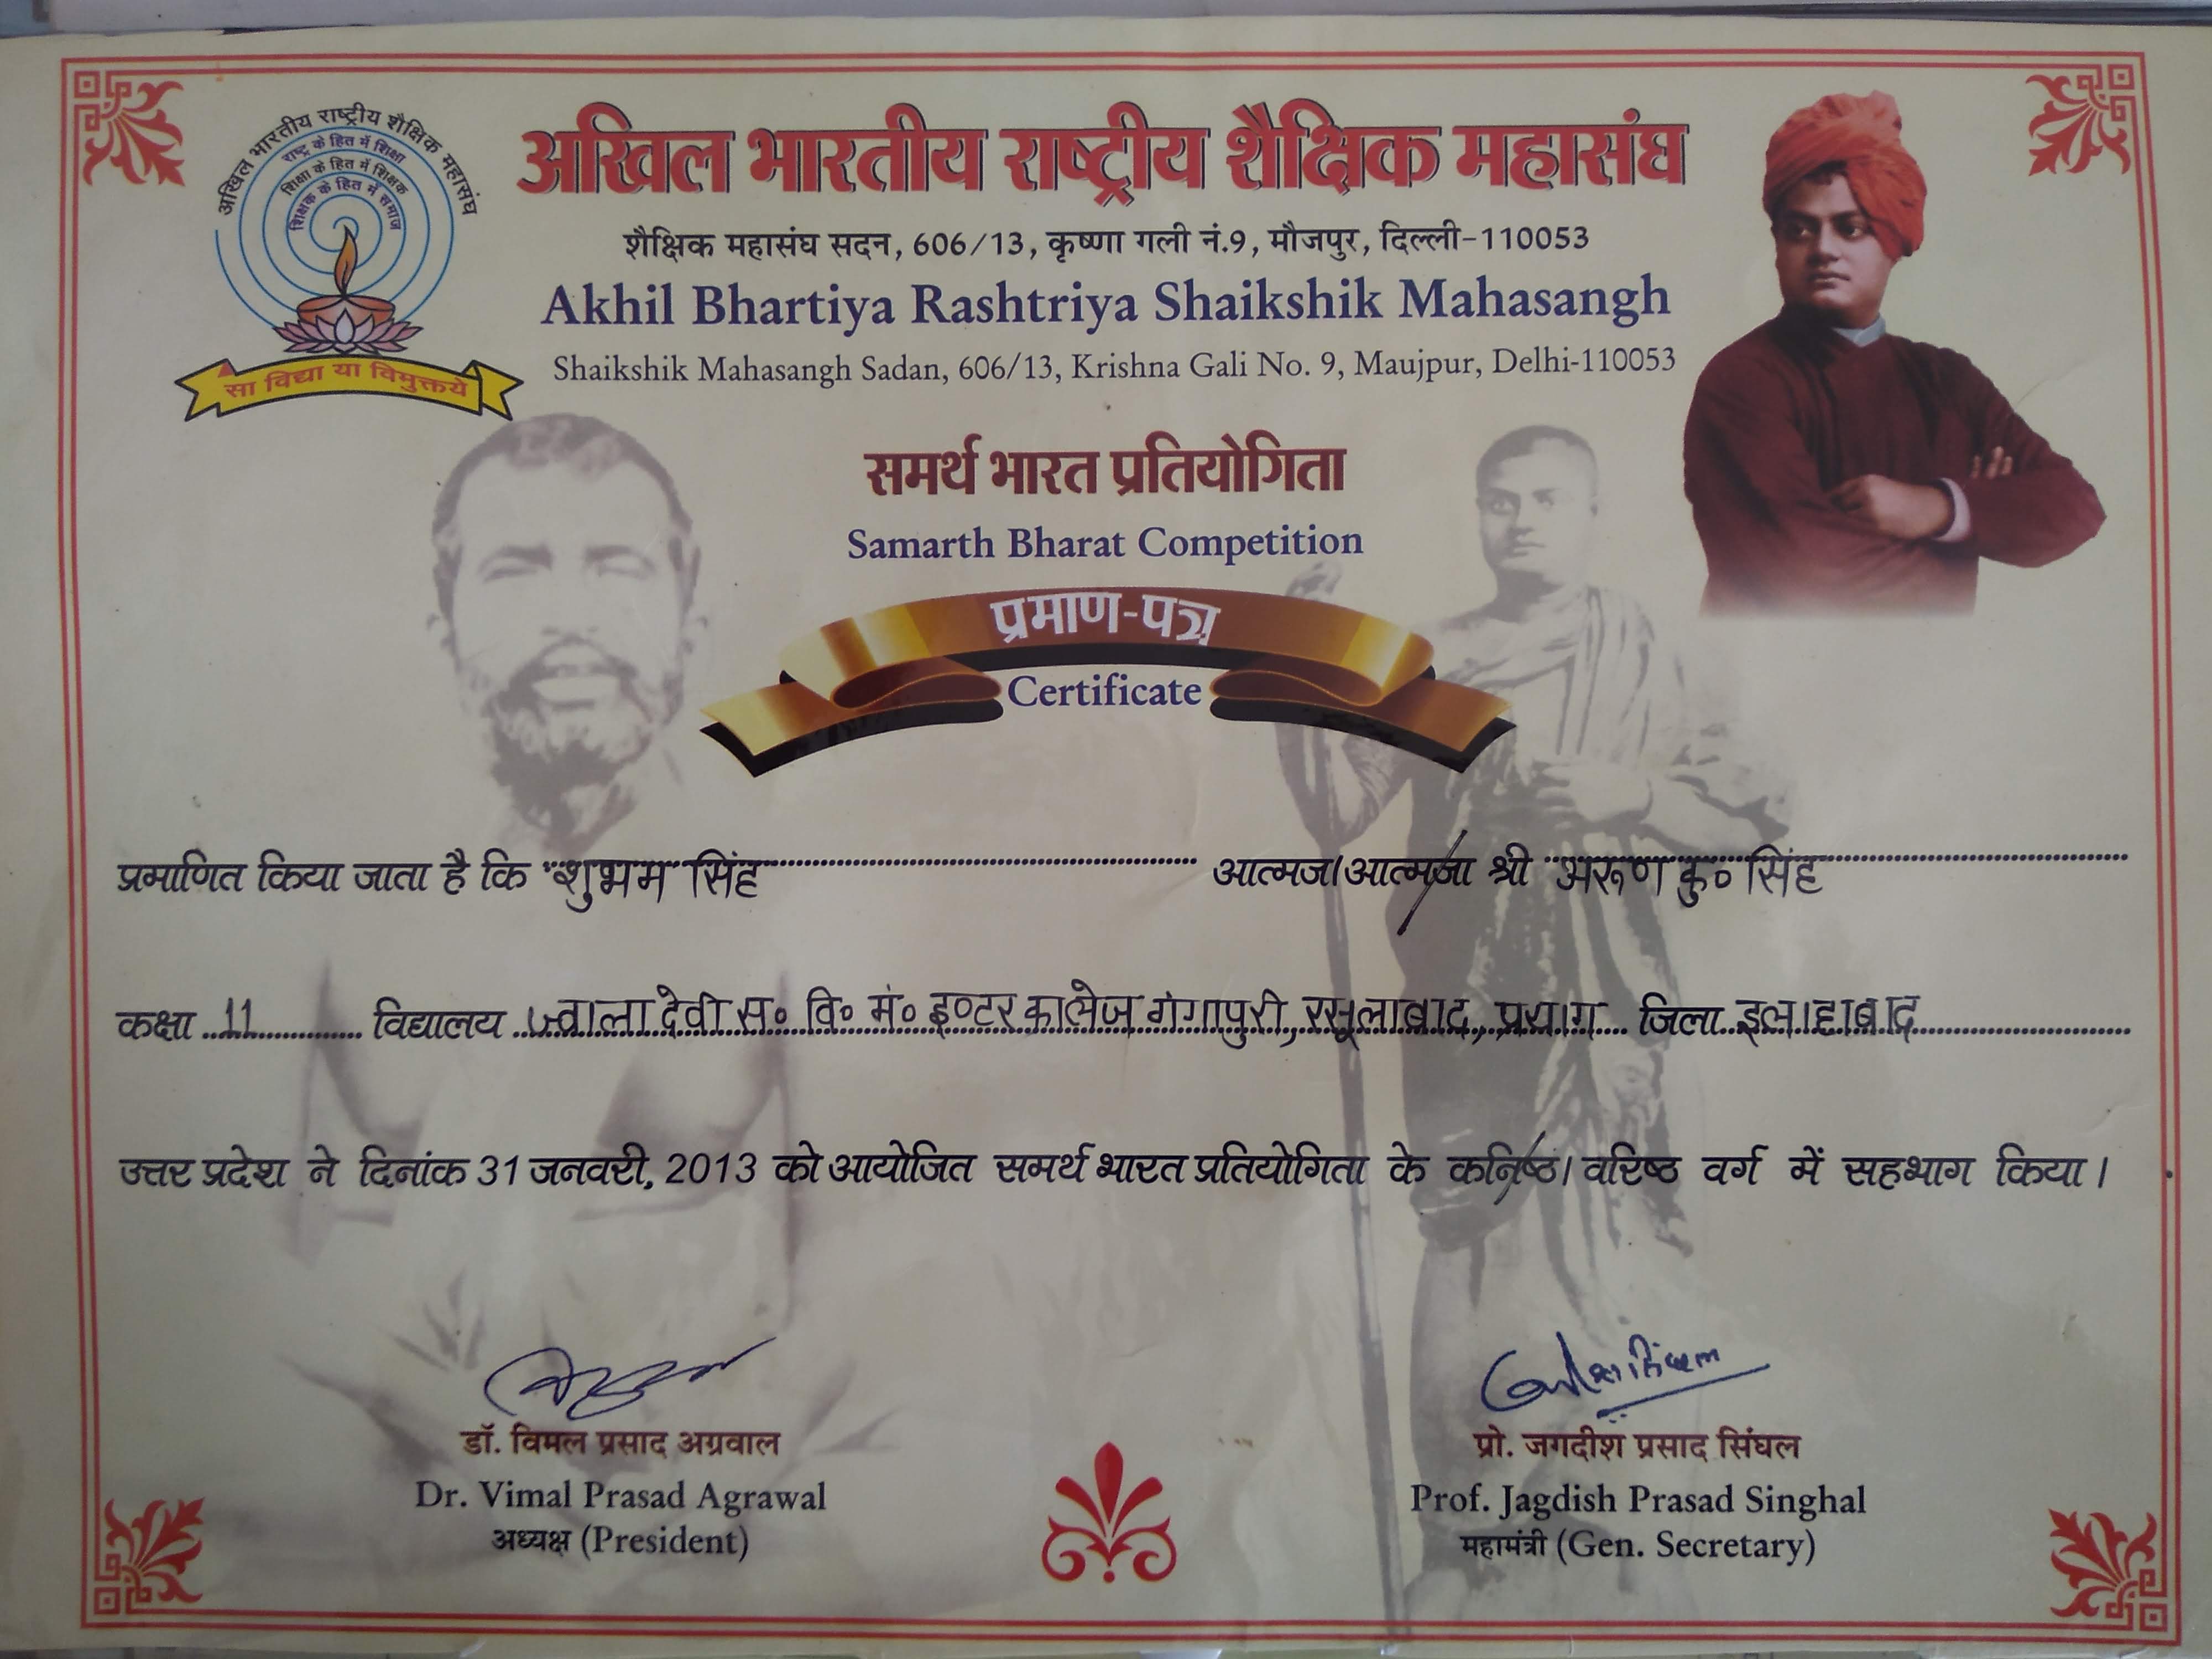 अखिल भारतीय राष्ट्रीय शैक्षिक महासंघ
राष्ट्र के हित में शिक्षा
शिक्षा के हित में शिक्षक
शिक्षक के हित में समाज
सा विद्या या विमुक्तये
अखिल भारतीय राष्ट्रीय शैक्षिक महासंघ
शैक्षिक महासंघ सदन, 606/13, कृष्णा गली नं.9, मौजपुर, दिल्ली-110053
Akhil Bhartiya Rashtriya Shaikshik Mahasangh
Shaikshik Mahasangh Sadan, 606/13, Krishna Gali No. 9, Maujpur, Delhi-110053
समर्थ भारत प्रतियोगिता
Samarth Bharat Competition
प्रमाण-पत्र
Certificate
प्रमाणित किया जाता है कि शुभम सिंह आत्मज/आत्मजा श्री अरूण कु० सिंह
कक्षा 11 विद्यालय ज्वाला देवी स० वि० मं० इण्टर कालेज गंगापुरी, रसूलाबाद, प्रयाग जिला इलाहाबाद
उत्तर प्रदेश ने दिनांक 31 जनवरी, 2013 को आयोजित समर्थ भारत प्रतियोगिता के कनिष्ठ/वरिष्ठ वर्ग में सहभाग किया।
डॉ. विमल प्रसाद अग्रवाल
Dr. Vimal Prasad Agrawal
अध्यक्ष (President)
प्रो. जगदीश प्रसाद सिंघल
Prof. Jagdish Prasad Singhal
महामंत्री (Gen. Secretary)